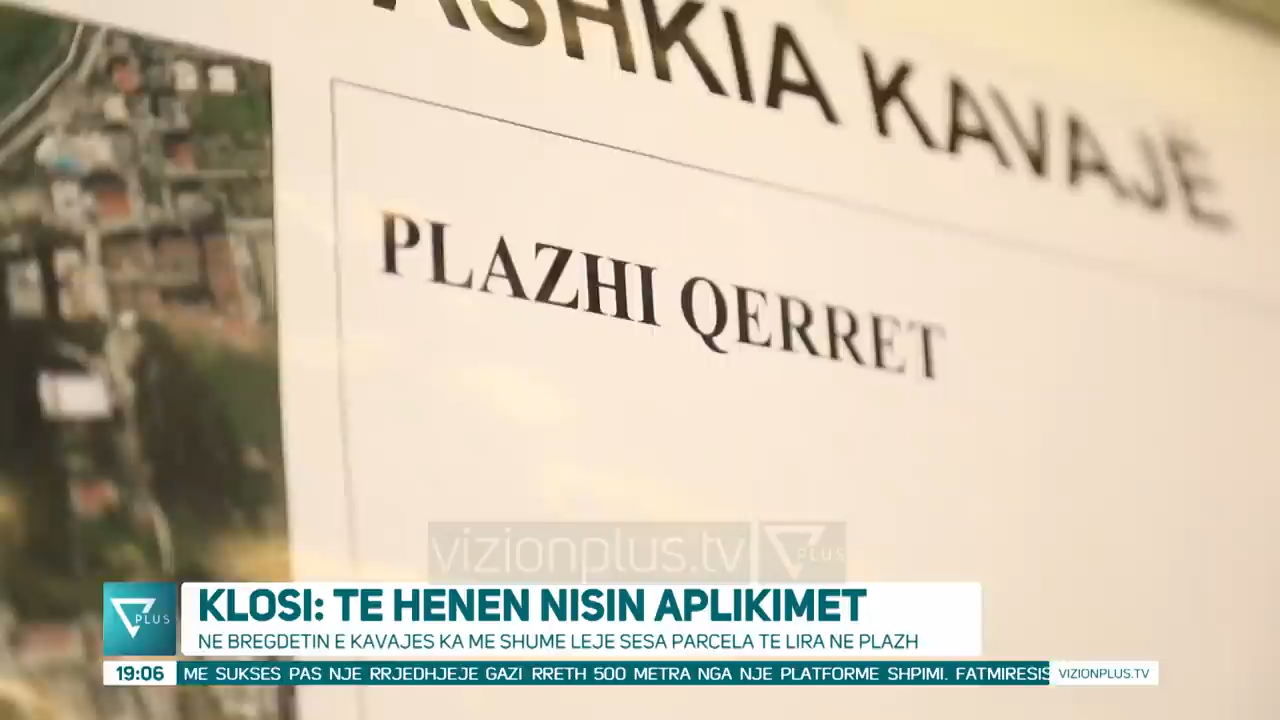 ASHKIA KAVAJE
PLAZHI QERRET
vizionplus.tv PLUS
PLUS
KLOSI: TE HENEN NISIN APLIKIMET
NE BREGDETIN E KAVAJES KA ME SHUME LEJE SESA PARCELA TE LIRA NE PLAZH
19:06 ME SUKSES PAS NJE RRJEDHJEJE GAZI RRETH 500 METRA NGA NJE PLATFORME SHPIMI. FATMIRESIS VIZIONPLUS.TV